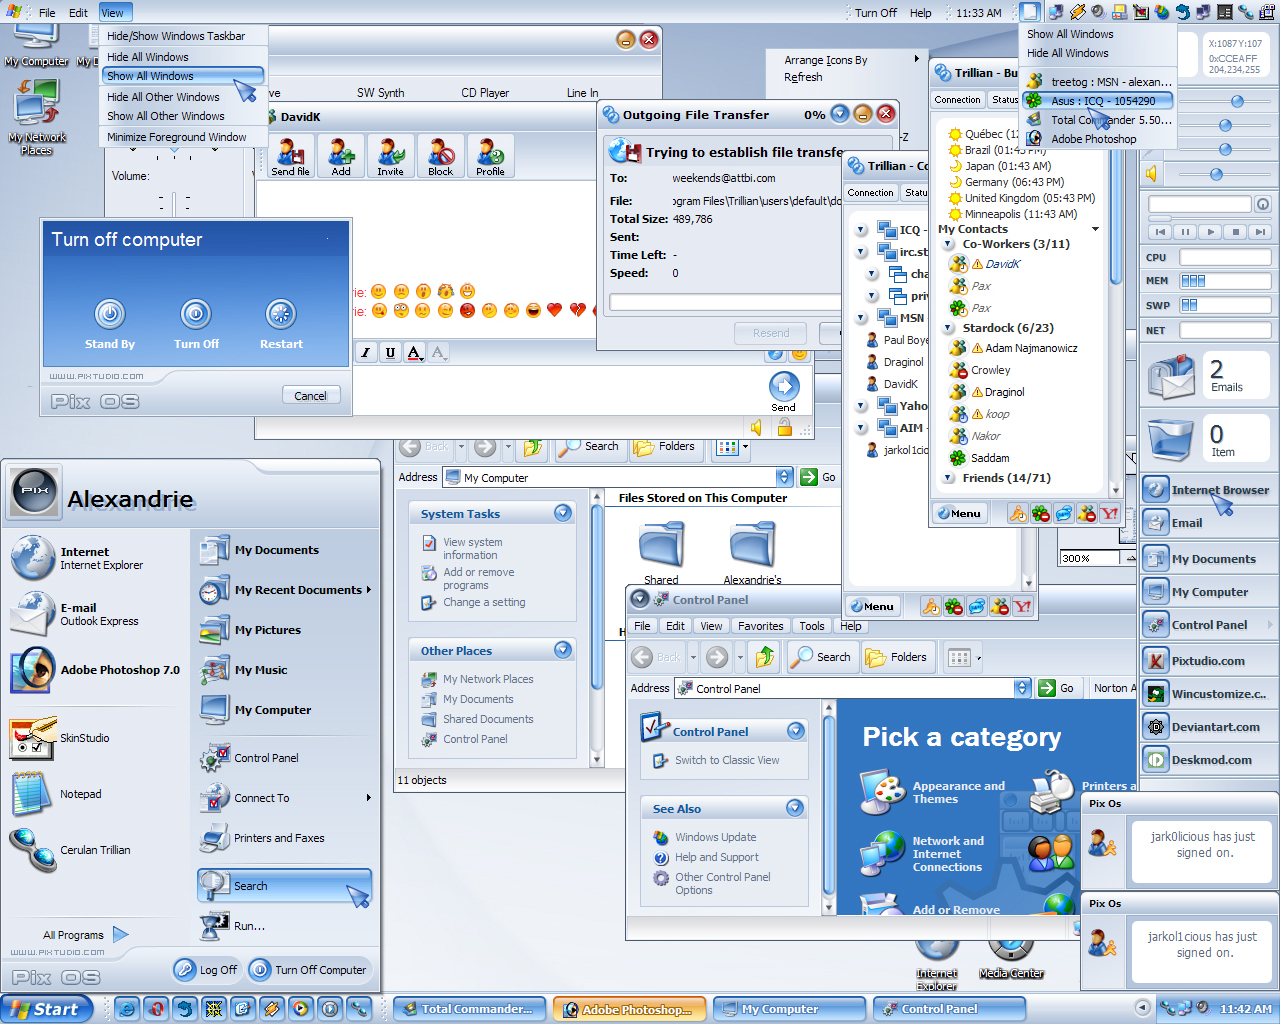 File Edit View
Turn Off Help 11:33 AM
Hide/Show Windows Taskbar
Hide All Windows
Show All Windows
Hide All Other Windows
Show All Other Windows
Minimize Foreground Window
My Computer
My Network
Places
Volume:
SW Synth CD Player Line In
DavidK
Send file Add Invite Block Profile
Send
Arrange Icons By
Refresh
Outgoing File Transfer 0%
Trying to establish file transfe
To: weekends@attbi.com
File: ogram Files\Trillian\users\default\do
Total Size: 489,786
Sent:
Time Left: -
Speed: 0
Resend
Show All Windows
Hide All Windows
treetog : MSN - alexan...
Asus : ICQ - 1054290
Total Commander 5.50...
Adobe Photoshop
X:1087Y:107
0xCCEAFF
204,234,255
Trillian - Bu
Connection Status
Québec (12
Brazil (01:43 PM)
Japan (01:43 AM)
Germany (06:43 PM)
United Kingdom (05:43 PM)
Minneapolis (11:43 AM)
My Contacts
Co-Workers (3/11)
DavidK
Pax
Pax
Stardock (6/23)
Adam Najmanowicz
Crowley
Draginol
koop
Nakor
Saddam
Friends (14/71)
Menu
Trillian - Co
Connection Statu
ICQ -
irc.st
cha
priv
MSN
Paul Boye
Draginol
DavidK
Yaho
AIM -
jarkol1cio
Menu
300%
CPU
MEM
SWP
NET
2
Emails
0
Item
Internet Browser
Email
My Documents
My Computer
Control Panel
Pixtudio.com
Wincustomize.c..
Deviantart.com
Deskmod.com
Turn off computer
Stand By Turn Off Restart
www.pixtudio.com
Pix OS
Cancel
Back Search Folders
Address My Computer Go
System Tasks
View system
information
Add or remove
programs
Change a setting
Other Places
My Network Places
My Documents
Shared Documents
Control Panel
Files Stored on This Computer
Shared Alexandrie's
11 objects
Control Panel
File Edit View Favorites Tools Help
Back Search Folders
Address Control Panel Go Norton A
Control Panel
Switch to Classic View
See Also
Windows Update
Help and Support
Other Control Panel
Options
Pick a category
Appearance and
Themes
Printers a
Network and
Internet
Connections
Add or Remove
Pix Os
jark0licious has just
signed on.
Pix Os
jarkol1cious has just
signed on.
Internet
Explorer
Media Center
PIX
Alexandrie
Internet
Internet Explorer
E-mail
Outlook Express
Adobe Photoshop 7.0
SkinStudio
Notepad
Cerulan Trillian
All Programs
My Documents
My Recent Documents
My Pictures
My Music
My Computer
Control Panel
Connect To
Printers and Faxes
Search
Run...
www.pixtudio.com
Pix OS
Log Off Turn Off Computer
Start Total Commander... Adobe Photoshop... My Computer Control Panel 11:42 AM